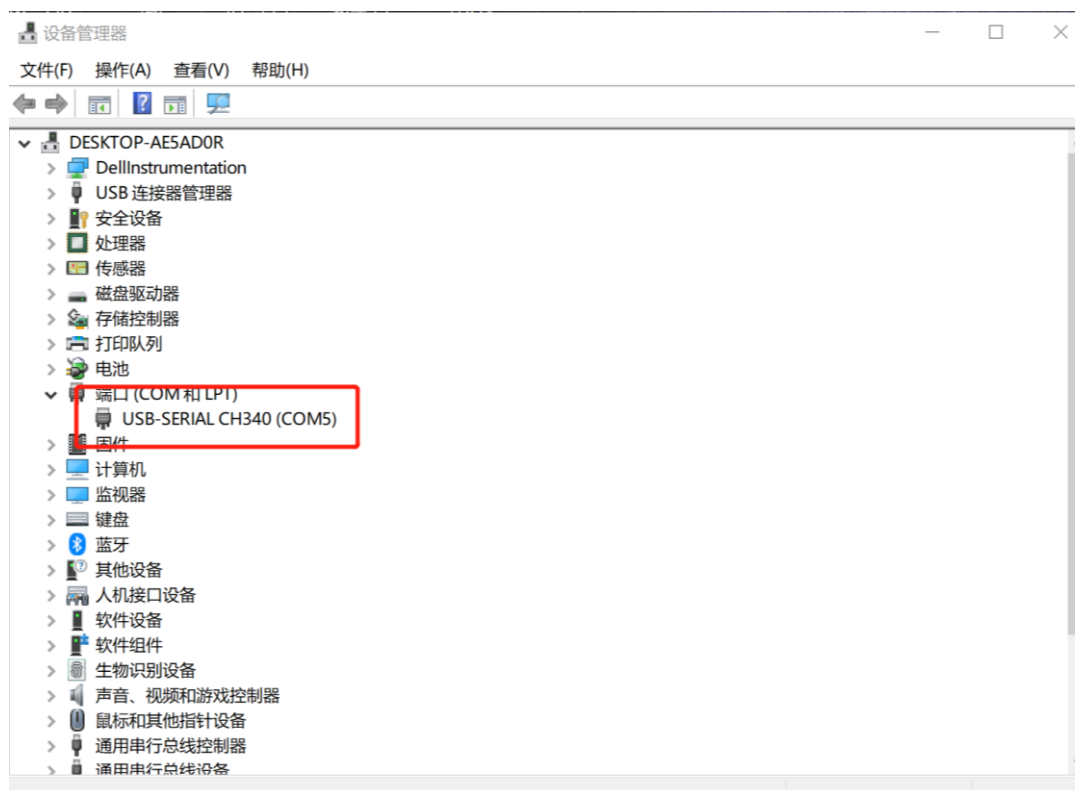 设备管理器
文件(F) 操作(A) 查看(V) 帮助(H)
DESKTOP-AE5AD0R
DellInstrumentation
USB 连接器管理器
安全设备
处理器
传感器
磁盘驱动器
存储控制器
打印队列
电池
端口 (COM 和 LPT)
USB-SERIAL CH340 (COM5)
固件
计算机
监视器
键盘
蓝牙
其他设备
人机接口设备
软件设备
软件组件
生物识别设备
声音、视频和游戏控制器
鼠标和其他指针设备
通用串行总线控制器
通用串行总线设备